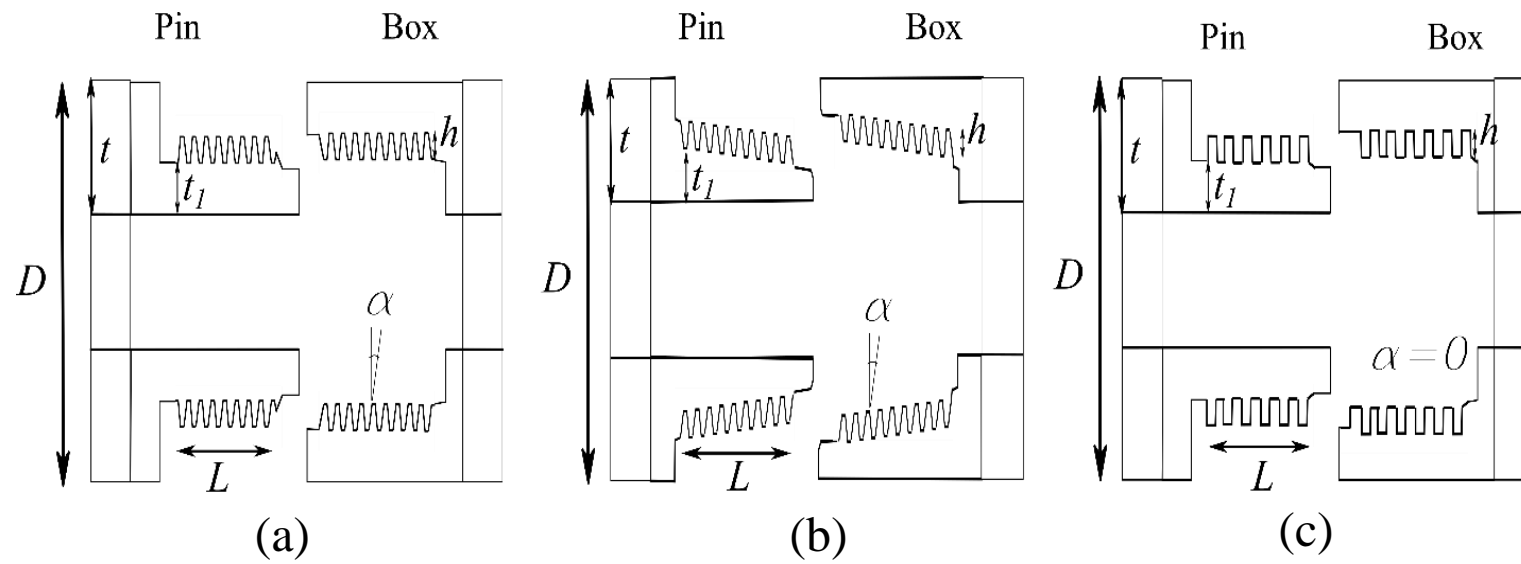 Pin Box
t
h
t1
D
α
L
(a)
Pin Box
t
h
t1
D
α
L
(b)
Pin Box
t
h
t1
D
α = 0
L
(c)